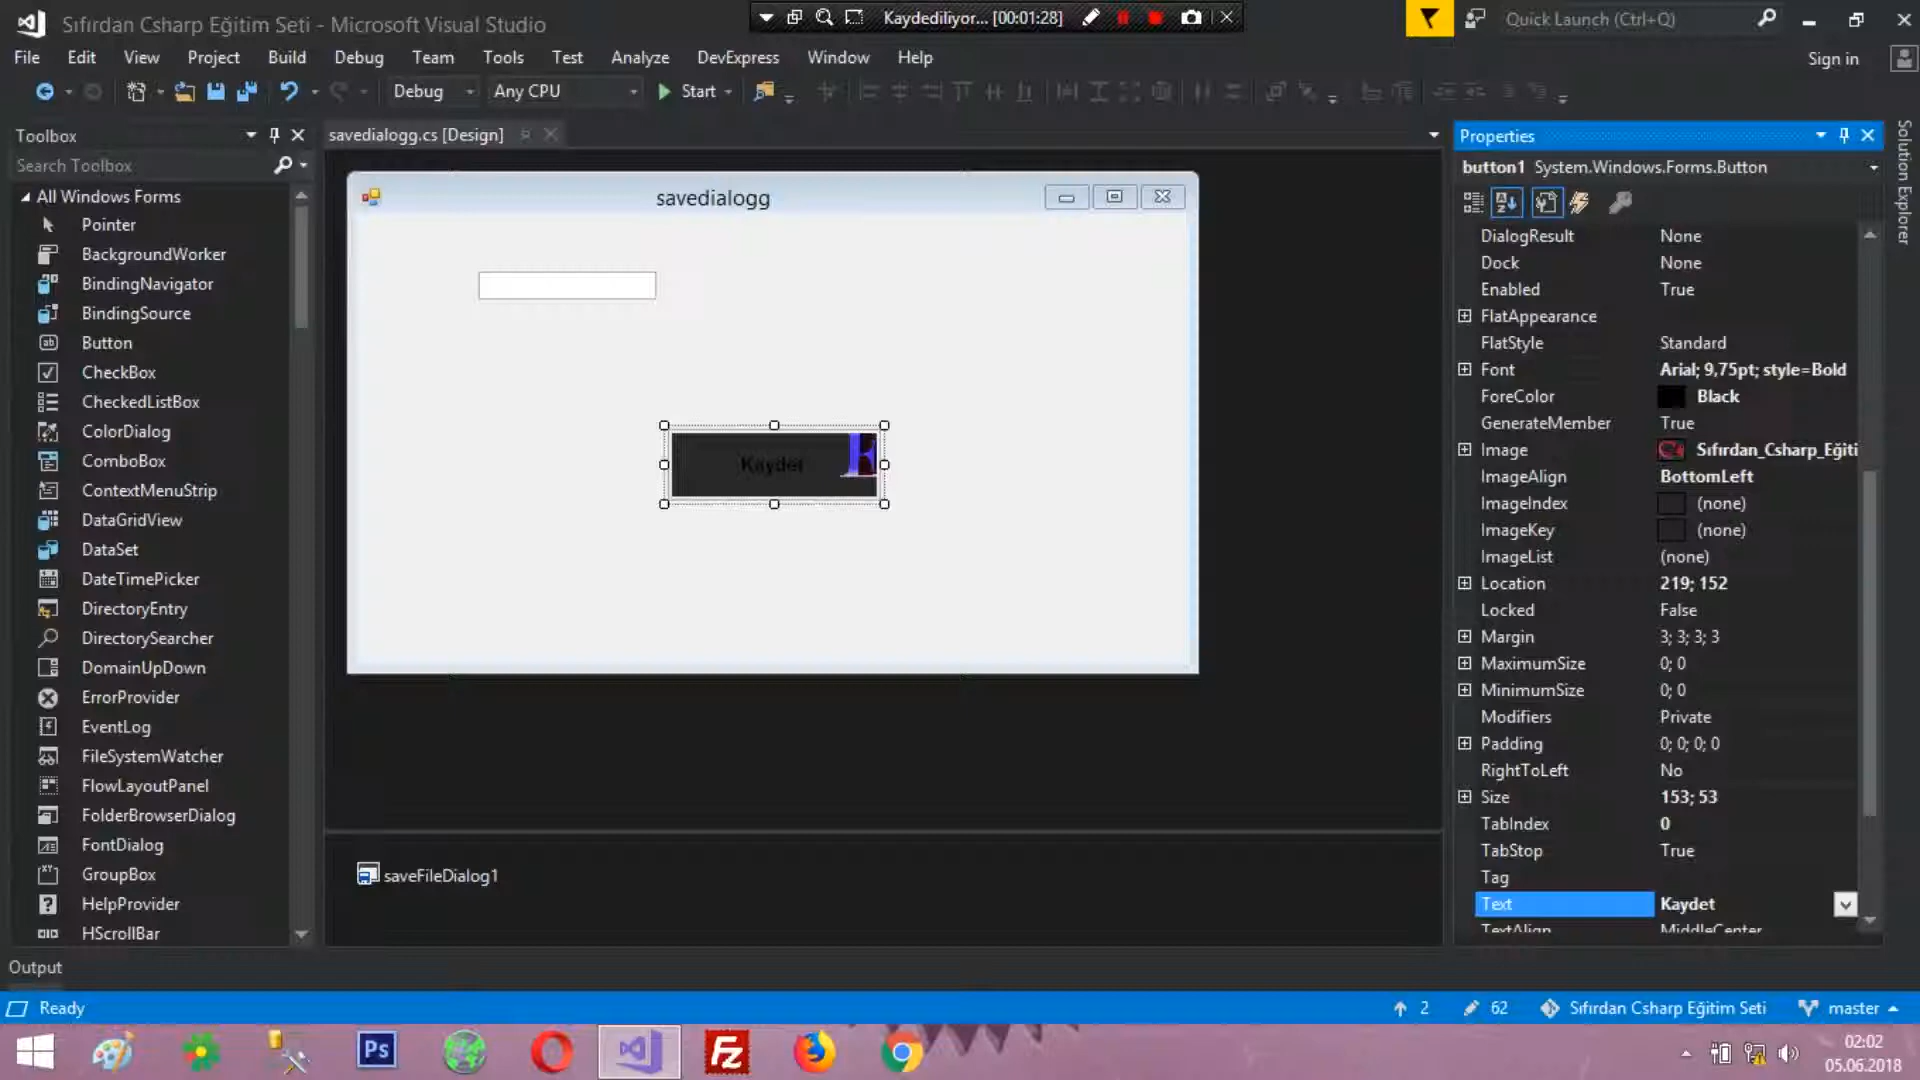 Sıfırdan Csharp Eğitim Seti - Microsoft Visual Studio
Kaydediliyor... [00:01:28]
Quick Launch (Ctrl+Q)
File Edit View Project Build Debug Team Tools Test Analyze DevExpress Window Help
Sign in
Debug Any CPU Start
Toolbox
Search Toolbox
All Windows Forms
Pointer
BackgroundWorker
BindingNavigator
BindingSource
Button
CheckBox
CheckedListBox
ColorDialog
ComboBox
ContextMenuStrip
DataGridView
DataSet
DateTimePicker
DirectoryEntry
DirectorySearcher
DomainUpDown
ErrorProvider
EventLog
FileSystemWatcher
FlowLayoutPanel
FolderBrowserDialog
FontDialog
GroupBox
HelpProvider
HScrollBar
savedialogg.cs [Design]
savedialogg
Kaydet
saveFileDialog1
Properties
button1 System.Windows.Forms.Button
DialogResult None
Dock None
Enabled True
FlatAppearance
FlatStyle Standard
Font Arial; 9,75pt; style=Bold
ForeColor Black
GenerateMember True
Image Sıfırdan_Csharp_Eğiti
ImageAlign BottomLeft
ImageIndex (none)
ImageKey (none)
ImageList (none)
Location 219; 152
Locked False
Margin 3; 3; 3; 3
MaximumSize 0; 0
MinimumSize 0; 0
Modifiers Private
Padding 0; 0; 0; 0
RightToLeft No
Size 153; 53
TabIndex 0
TabStop True
Tag
Text Kaydet
TextAlign MiddleCenter
Solution Explorer
Output
Ready
2 62 Sıfırdan Csharp Eğitim Seti master
Ps
Fz
02:02
05.06.2018